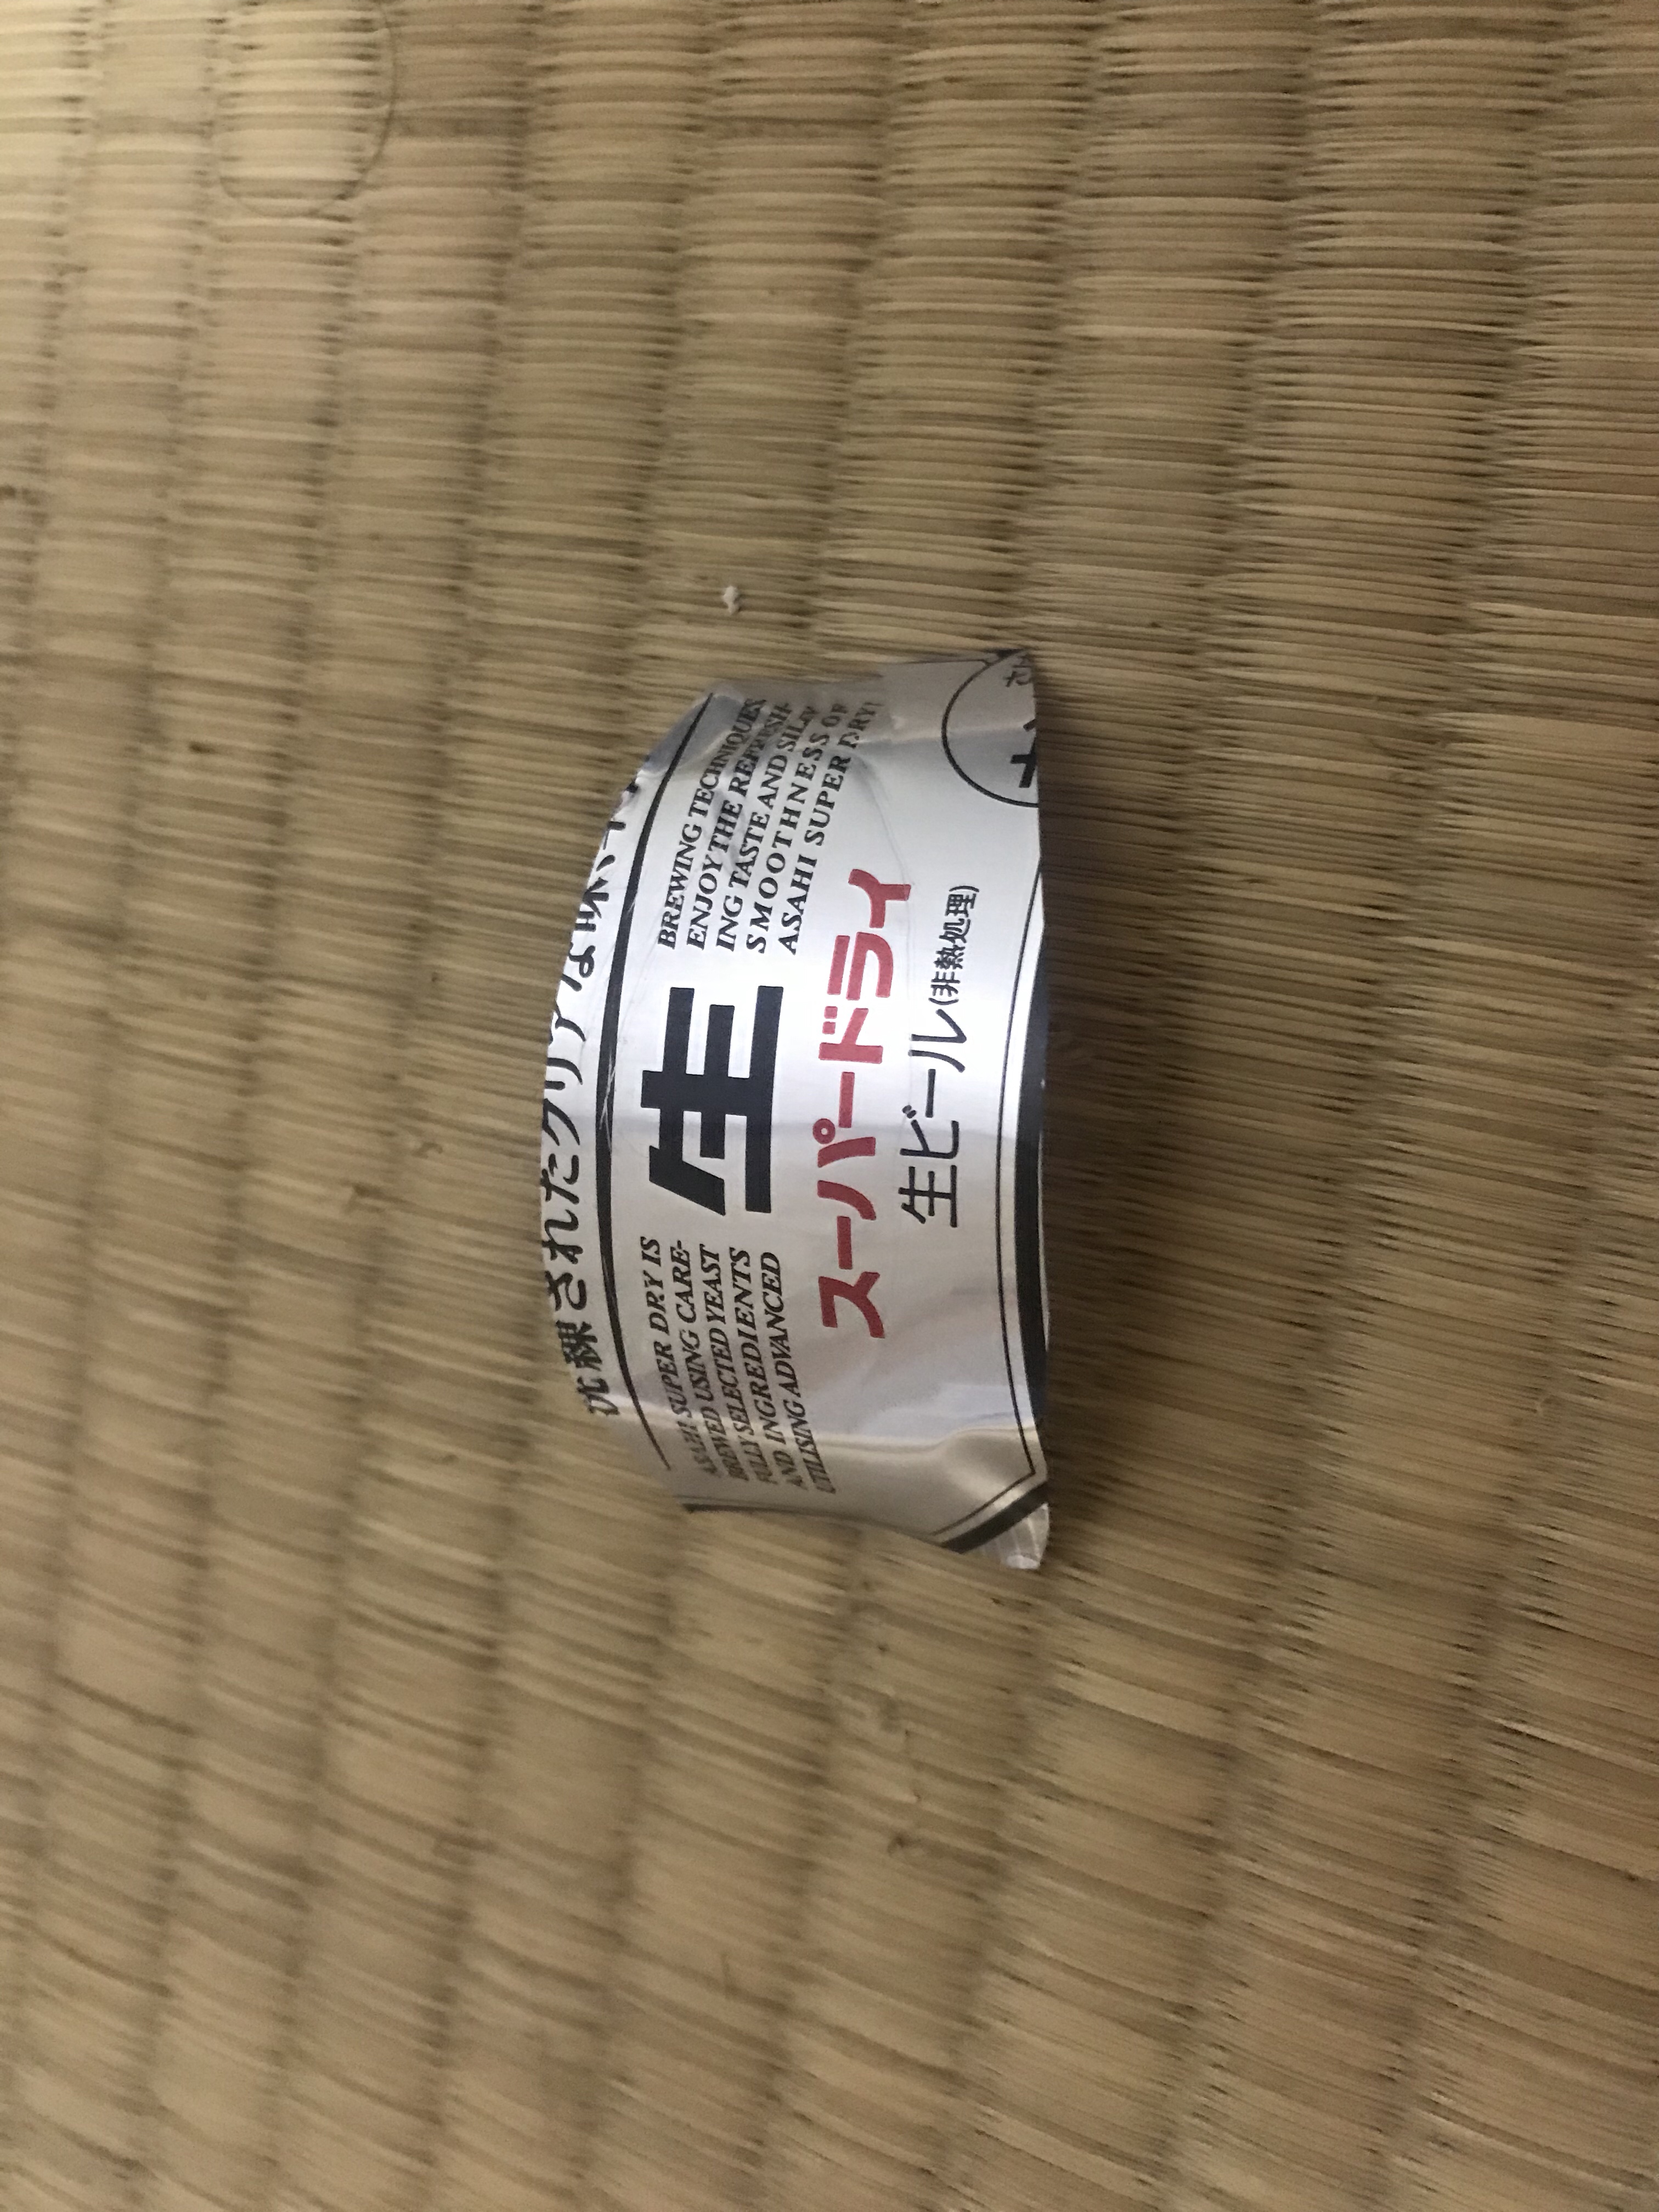 洗練されたクリアな味、
ASAHI SUPER DRY IS
BREWED USING CARE-
FULLY SELECTED YEAST
AND INGREDIENTS
UTILISING ADVANCED
生
BREWING TECHNIQUES.
ENJOY THE REFRESH-
ING TASTE AND SILKY
SMOOTHNESS OF
ASAHI SUPER DRY!
スーパードライ
生ビール(非熱処理)